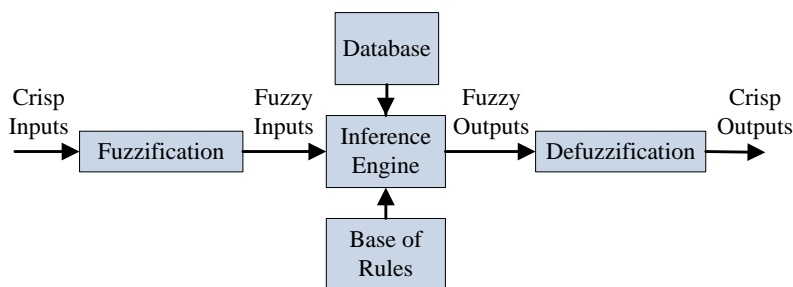 Database
Crisp
Inputs
Fuzzification
Fuzzy
Inputs
Inference
Engine
Fuzzy
Outputs
Defuzzification
Crisp
Outputs
Base of
Rules